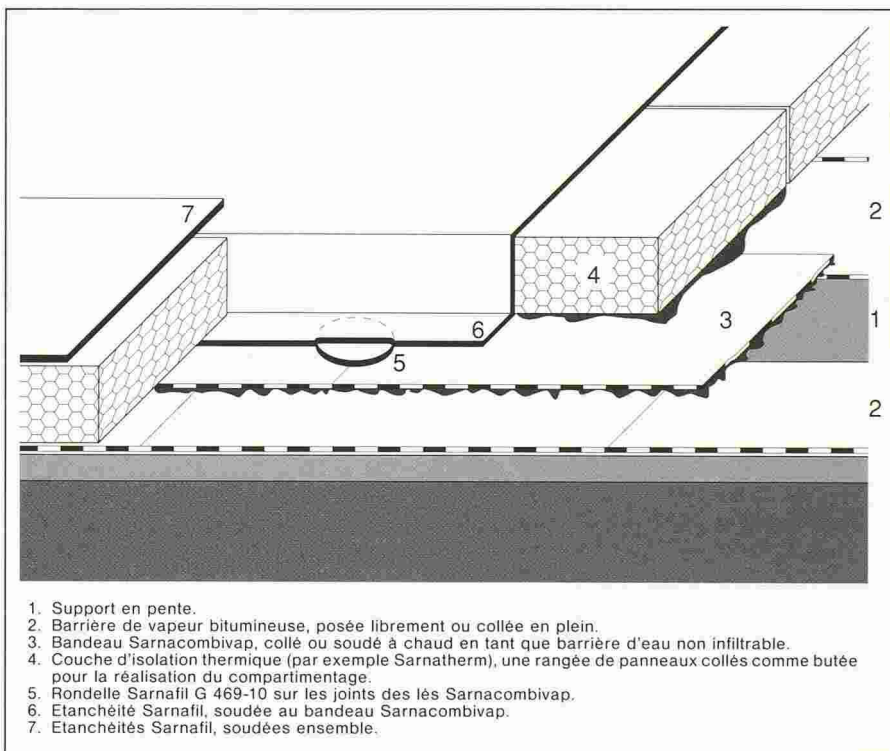 7
2
4
1
6
3
5
2
1. Support en pente.
2. Barrière de vapeur bitumineuse, posée librement ou collée en plein.
3. Bandeau Sarnacombivap, collé ou soudé à chaud en tant que barrière d'eau non infiltrable.
4. Couche d'isolation thermique (par exemple Sarnatherm), une rangée de panneaux collés comme butée
pour la réalisation du compartimentage.
5. Rondelle Sarnafil G 469-10 sur les joints des lés Sarnacombivap.
6. Etanchéité Sarnafil, soudée au bandeau Sarnacombivap.
7. Etanchéités Sarnafil, soudées ensemble.